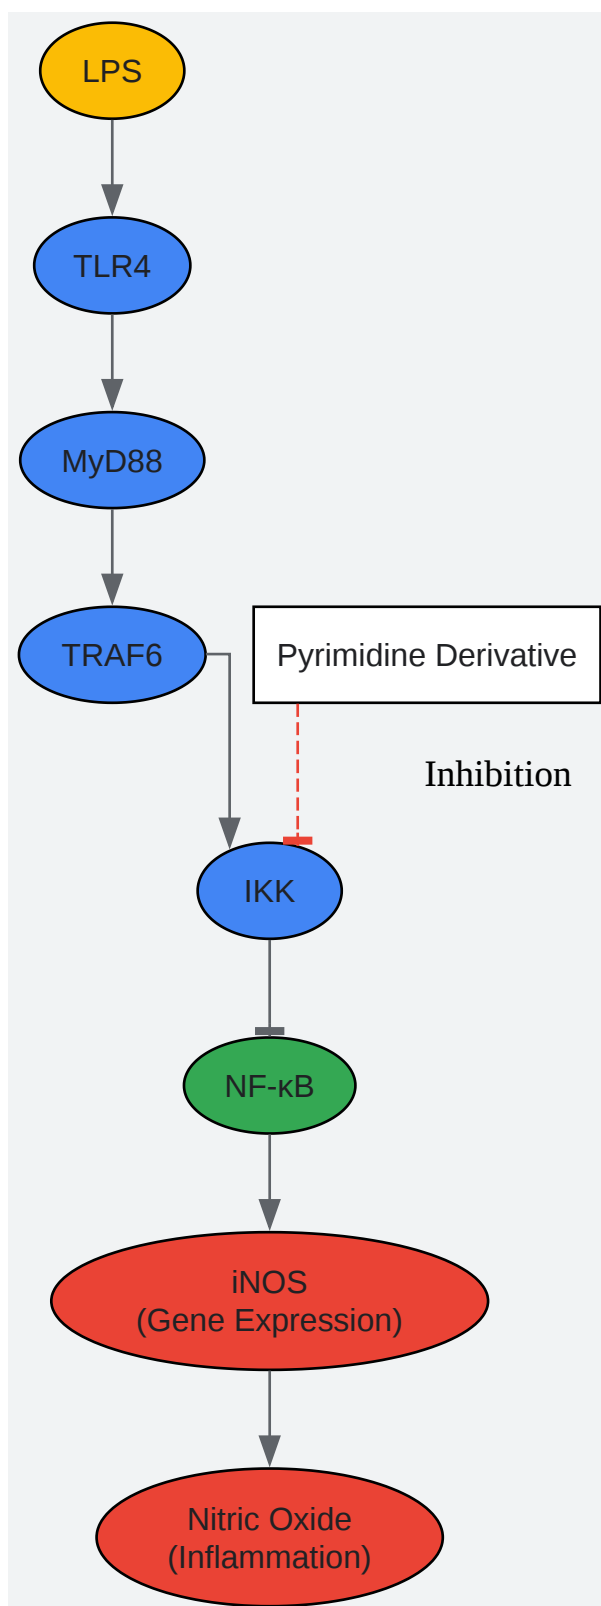 LPS
TLR4
MyD88
TRAF6
Pyrimidine Derivative
Inhibition
IKK
NF-κB
iNOS
(Gene Expression)
Nitric Oxide
(Inflammation)